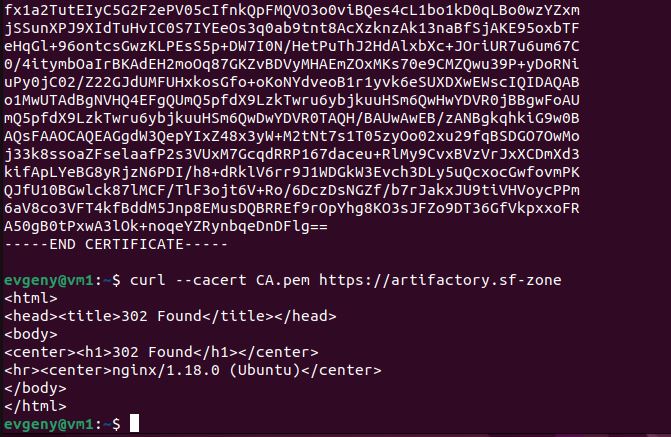 fx1a2TutEIyC5G2F2ePV05cIfnkQpFMQVO3o0viBQes4cL1bo1kD0qLBo0wzYZxm
jSSunXPJ9XIdTuHvIC0S7IYEeOs3q0ab9tnt8AcXzknzAk13naBfSjAKE95oxbTF
eHqGl+96ontcsGwzKLPEsS5p+DW7I0N/HetPuThJ2HdAlxbXc+JOriUR7u6um67C
0/4itymbOaIrBKAdEH2moOq87GKZvBDVyMHAEmZOxMKs70e9CMZQwu39P+yDoRNi
uPy0jC02/Z22GJdUMFUHxkosGfo+oKoNYdveoB1r1yvk6eSUXDXwEWscIQIDAQAB
o1MwUTAdBgNVHQ4EFgQUmQ5pfdX9LzkTwru6ybjkuuHSm6QwHwYDVR0jBBgwFoAU
mQ5pfdX9LzkTwru6ybjkuuHSm6QwDwYDVR0TAQH/BAUwAwEB/zANBgkqhkiG9w0B
AQsFAAOCAQEAGgdW3QepYIxZ48x3yW+M2tNt7s1T05zyOo02xu29fqBSDGO7OwMo
j33k8ssoaZFselaafP2s3VUxM7GcqdRRP167daceu+RlMy9CvxBVzVrJxXCDmXd3
kifApLYeBG8yRjzN6PDI/h8+dRklV6rr9J1WDGkW3Evch3DLy5uQcxocGwfovmPK
QJfU10BGwlck87lMCF/TlF3ojt6V+Ro/6DczDsNGZf/b7rJakxJU9tiVHVoycPPm
6aV8co3VFT4kfBddM5Jnp8EMusDQBRREf9rOpYhg8KO3sJFZo9DT36GfVkpxxoFR
A50gB0tPxwA3lOk+noqeYZRynbqeDnDFlg==
-----END CERTIFICATE-----
evgeny@vm1:~$ curl --cacert CA.pem https://artifactory.sf-zone
<html>
<head><title>302 Found</title></head>
<body>
<center><h1>302 Found</h1></center>
<hr><center>nginx/1.18.0 (Ubuntu)</center>
</body>
</html>
evgeny@vm1:~$